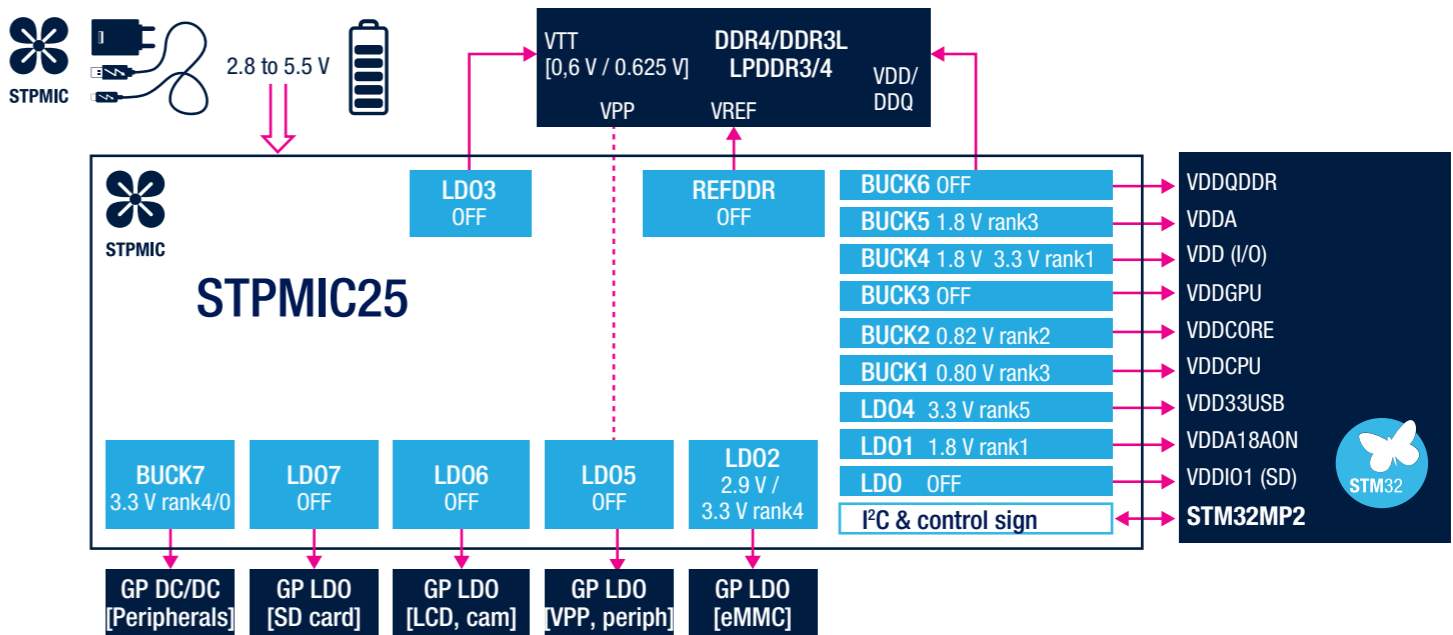 STPMIC
2.8 to 5.5 V
VTT
[0,6 V / 0.625 V]
DDR4/DDR3L
LPDDR3/4
VDD/
DDQ
VPP
VREF
STPMIC
STPMIC25
LDO3
OFF
REFDDR
OFF
BUCK6 OFF
BUCK5 1.8 V rank3
BUCK4 1.8 V 3.3 V rank1
BUCK3 OFF
BUCK2 0.82 V rank2
BUCK1 0.80 V rank3
LDO4 3.3 V rank5
LDO1 1.8 V rank1
LDO OFF
I²C & control sign
VDDQDDR
VDDA
VDD (I/O)
VDDGPU
VDDCORE
VDDCPU
VDD33USB
VDDA18AON
VDDIO1 (SD)
STM32MP2
STM32
BUCK7
3.3 V rank4/0
LDO7
OFF
LDO6
OFF
LDO5
OFF
LDO2
2.9 V /
3.3 V rank4
GP DC/DC
[Peripherals]
GP LDO
[SD card]
GP LDO
[LCD, cam]
GP LDO
[VPP, periph]
GP LDO
[eMMC]